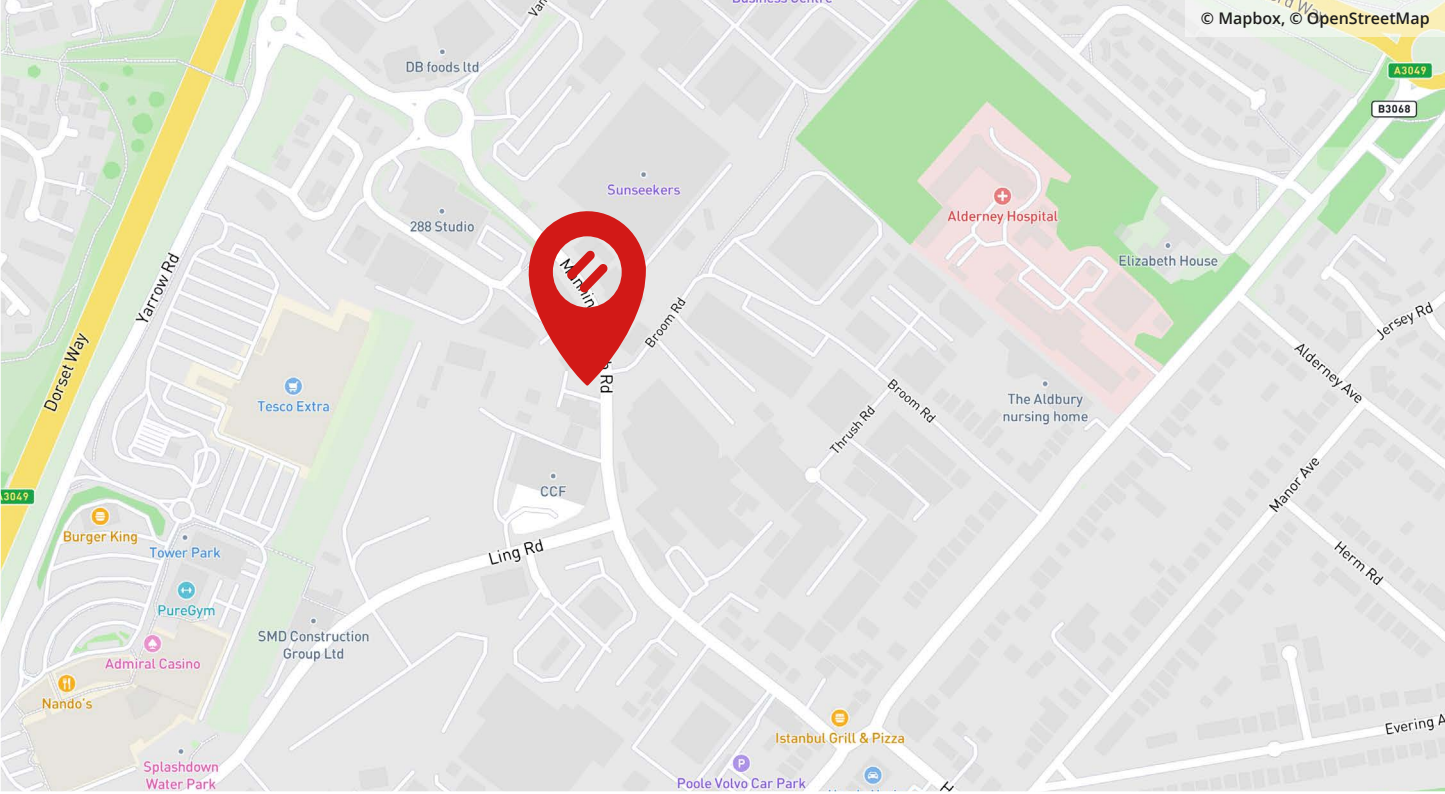 Business Centre
© Mapbox, © OpenStreetMap
DB foods ltd
A3049
B3068
Sunseekers
288 Studio
Alderney Hospital
Elizabeth House
Yarrow Rd
Dorset Way
Broom Rd
Rd
Jersey Rd
Alderney Ave
Tesco Extra
The Aldbury
nursing home
Broom Rd
Thrush Rd
Manor Ave
CCF
A3049
Burger King
Tower Park
Ling Rd
Herm Rd
PureGym
SMD Construction
Group Ltd
Admiral Casino
Nando's
Istanbul Grill & Pizza
Evering A
Splashdown
Water Park
Poole Volvo Car Park